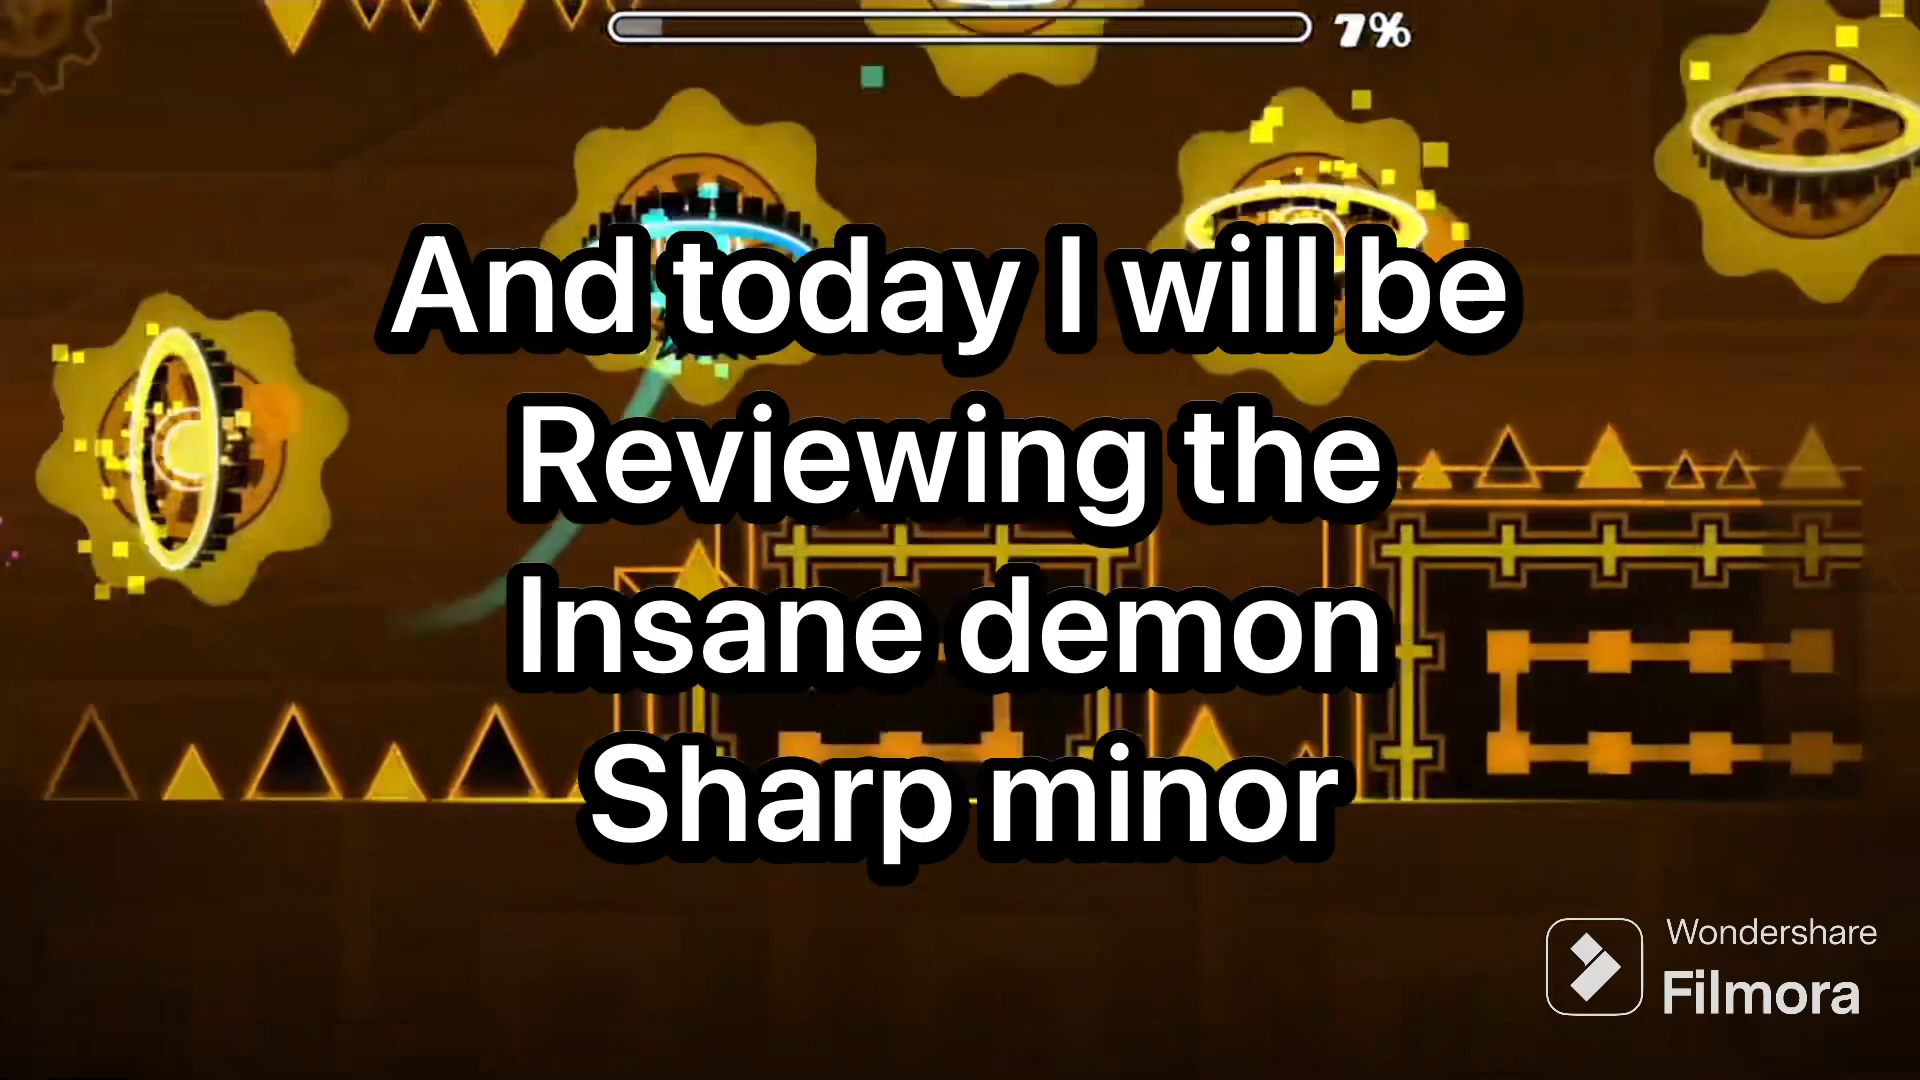 7%
And today I will be
Reviewing the
Insane demon
Sharp minor
Wondershare
Filmora